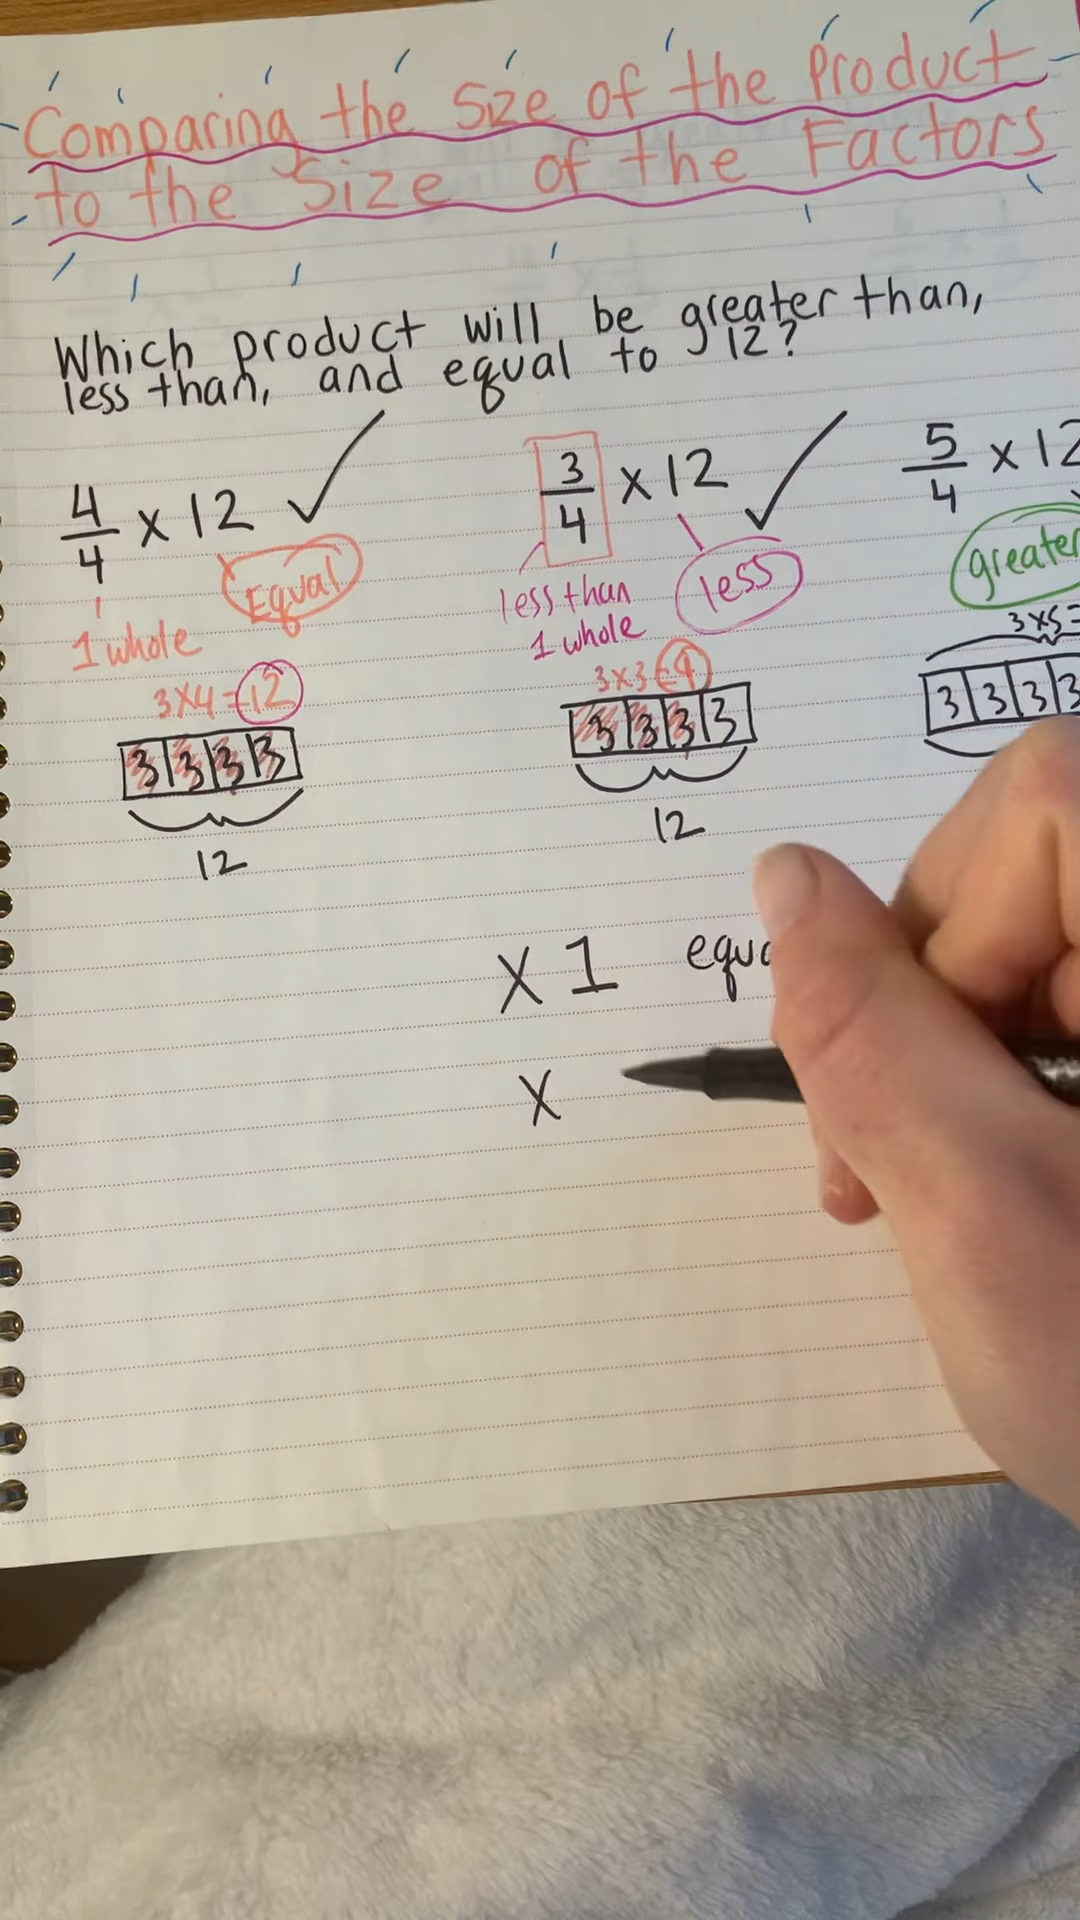 Comparing the Size of the Product
to the Size of the Factors
Which product will be greater than,
less than, and equal to 12?
4/4 x 12
Equal
1 whole
3x4=12
3 3 3 3
12
3/4 x 12
less than
1 whole
less
3x3=9
3 3 3 3
12
5/4 x 12
greater
3x5=
3 3 3 3
x 1 equa
x